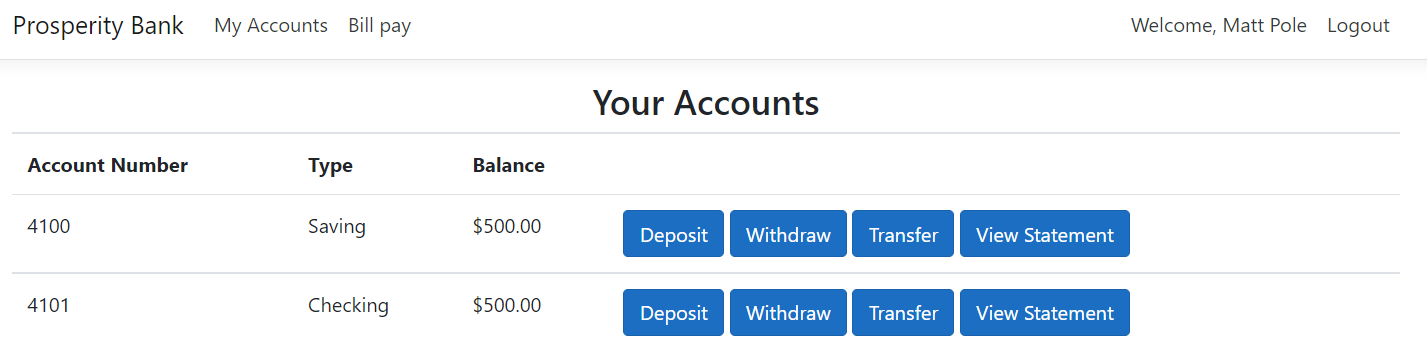 Prosperity Bank My Accounts Bill pay Welcome, Matt Pole Logout
Your Accounts
Account Number Type Balance
4100 Saving $500.00 Deposit Withdraw Transfer View Statement
4101 Checking $500.00 Deposit Withdraw Transfer View Statement